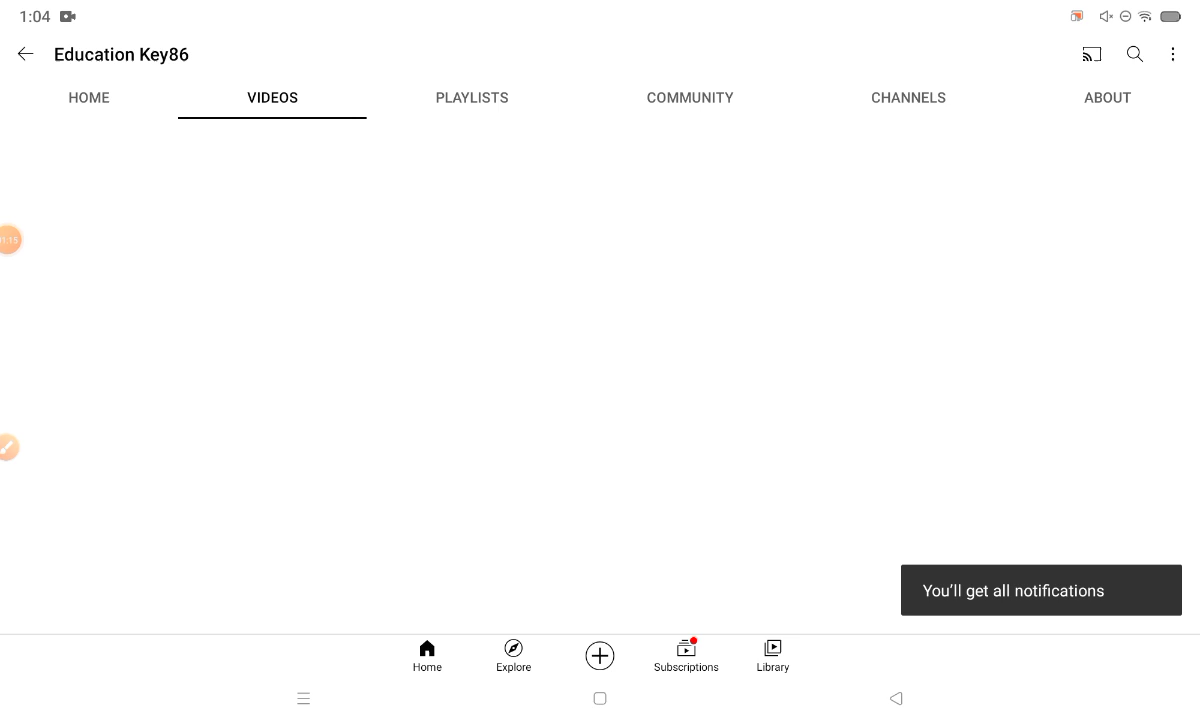 1:04
Education Key86
HOME VIDEOS PLAYLISTS COMMUNITY CHANNELS ABOUT
You'll get all notifications
Home Explore Subscriptions Library